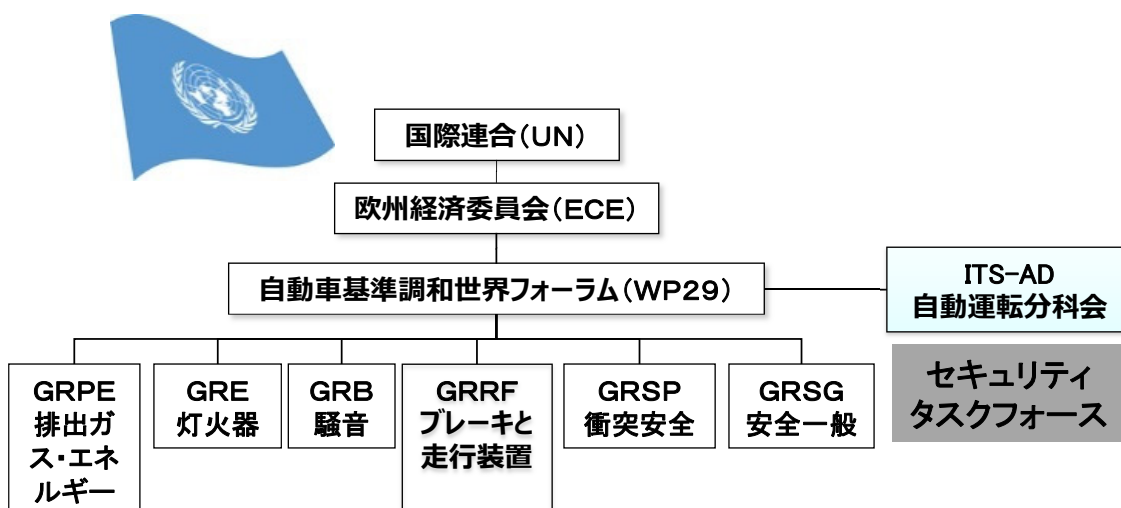 国際連合（UN）
欧州経済委員会（ECE）
自動車基準調和世界フォーラム（WP29）
ITS-AD
自動運転分科会
セキュリティ
タスクフォース
GRPE
排出ガ
ス・エネ
ルギー
GRE
灯火器
GRB
騒音
GRRF
ブレーキと
走行装置
GRSP
衝突安全
GRSG
安全一般